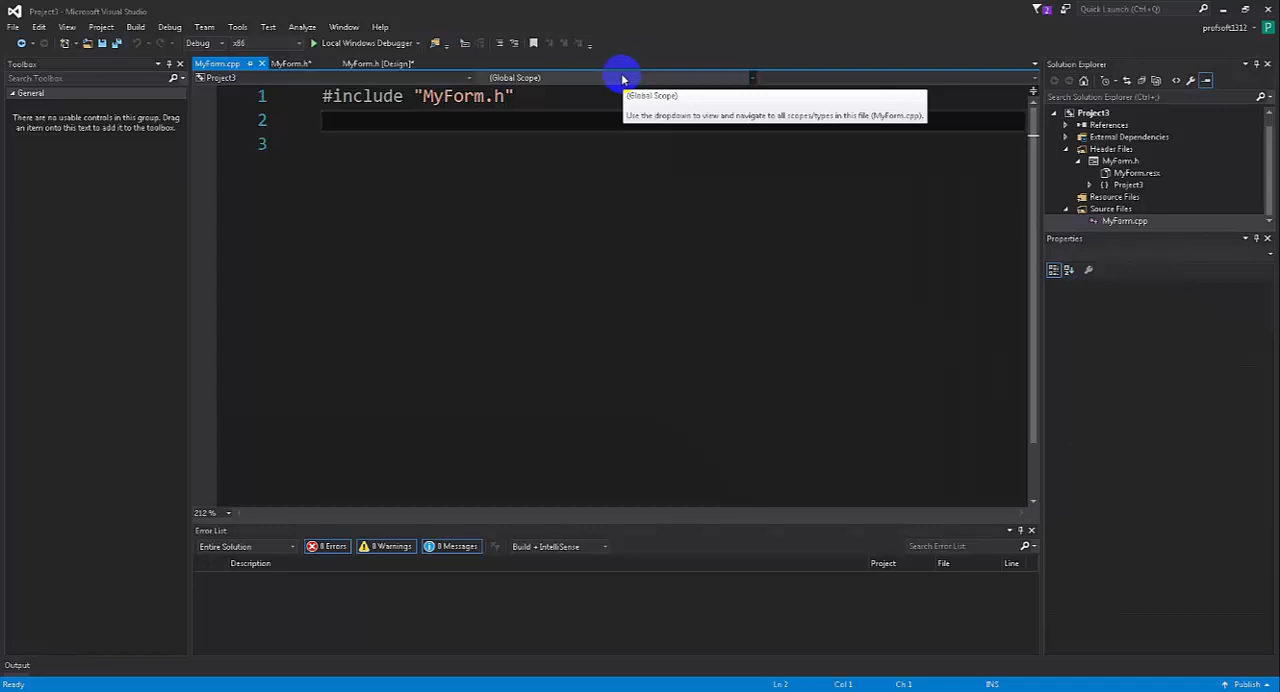 Project3 - Microsoft Visual Studio
2
Quick Launch (Ctrl+Q)
File Edit View Project Build Debug Team Tools Test Analyze Window Help
profsoft1312 P
Debug x86 Local Windows Debugger
Toolbox
Search Toolbox
General
There are no usable controls in this group. Drag
an item onto this text to add it to the toolbox.
MyForm.cpp MyForm.h* MyForm.h [Design]*
Project3 (Global Scope)
1 #include "MyForm.h"
2
3
(Global Scope)
Use the dropdown to view and navigate to all scopes/types in this file (MyForm.cpp).
212 %
Error List
Entire Solution 0 Errors 0 Warnings 0 Messages Build + IntelliSense Search Error List
Description Project File Line
Solution Explorer
Search Solution Explorer (Ctrl+;)
Project3
References
External Dependencies
Header Files
MyForm.h
MyForm.resx
{ } Project3
Resource Files
Source Files
MyForm.cpp
Properties
Output
Ready Ln 2 Col 1 Ch 1 INS Publish